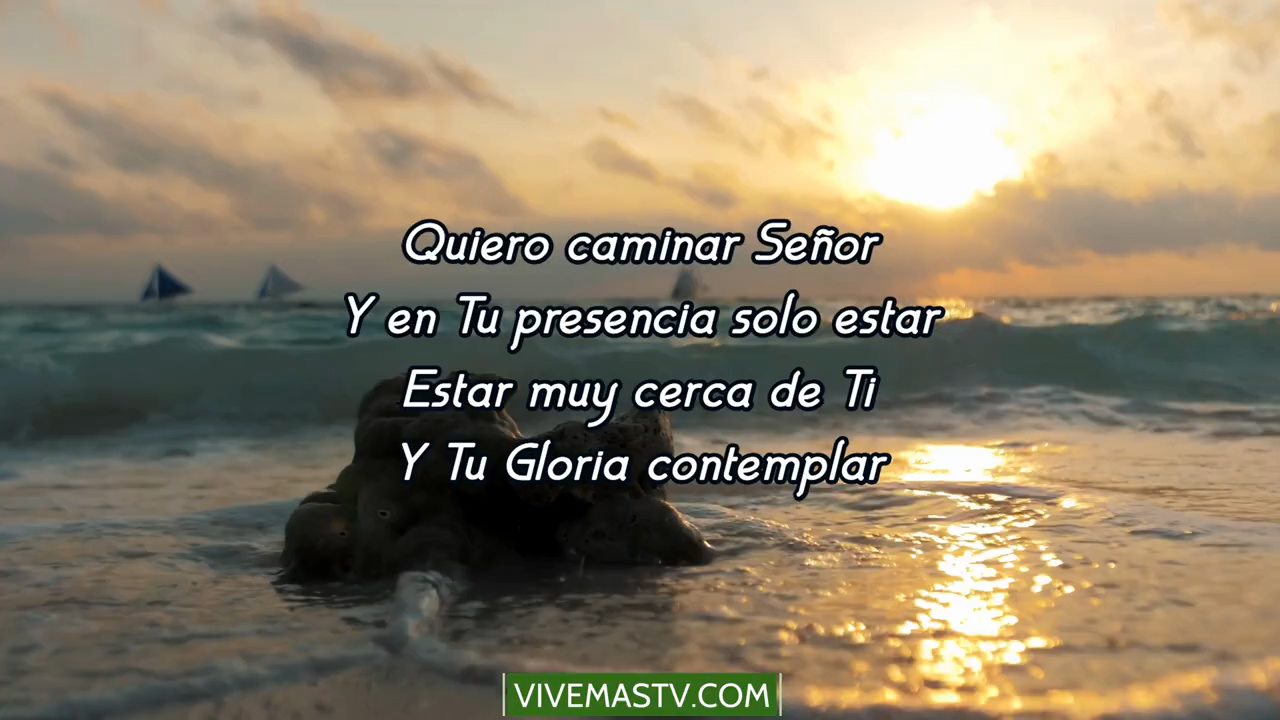 Quiero caminar Señor
Y en Tu presencia solo estar
Estar muy cerca de Ti
Y Tu Gloria contemplar
VIVEMASTV.COM